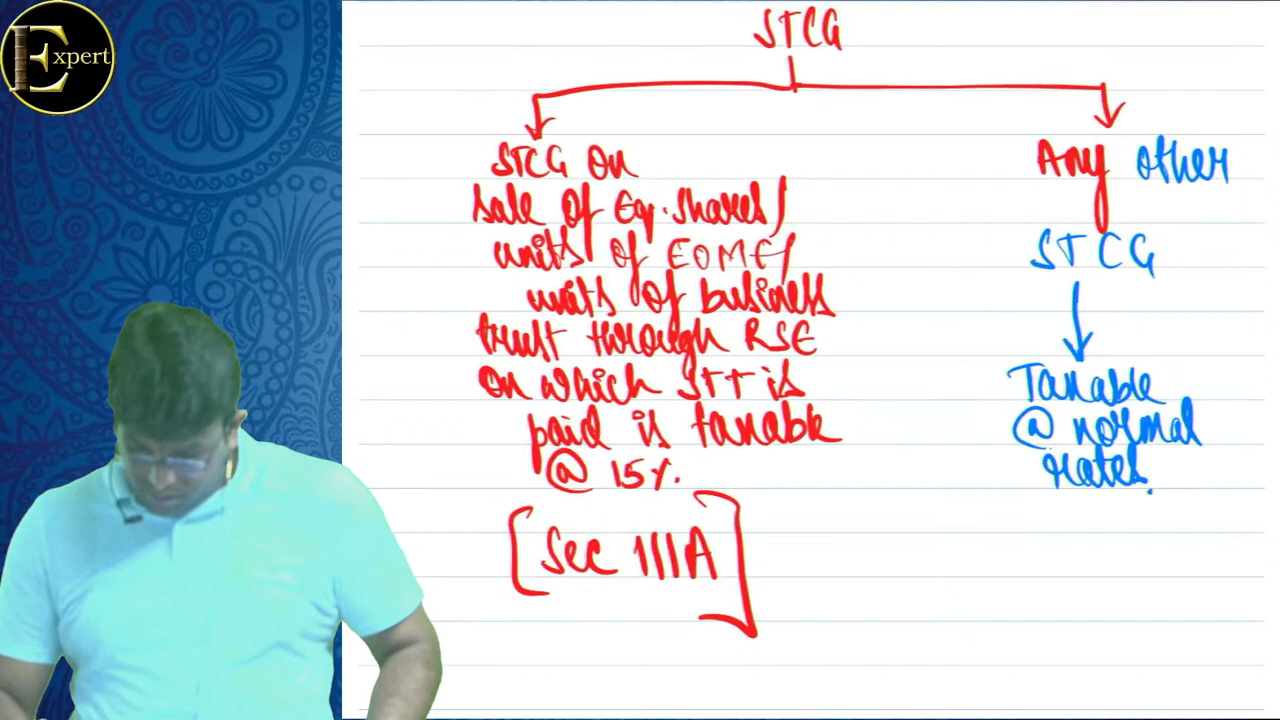 Expert
STCG
STCG on
sale of Eq. shares/
units of EOMF/
units of business
trust through RSE
on which STT is
paid is taxable
@ 15%.
[Sec 111A]
Any other
STCG
Taxable
@ normal
rates.